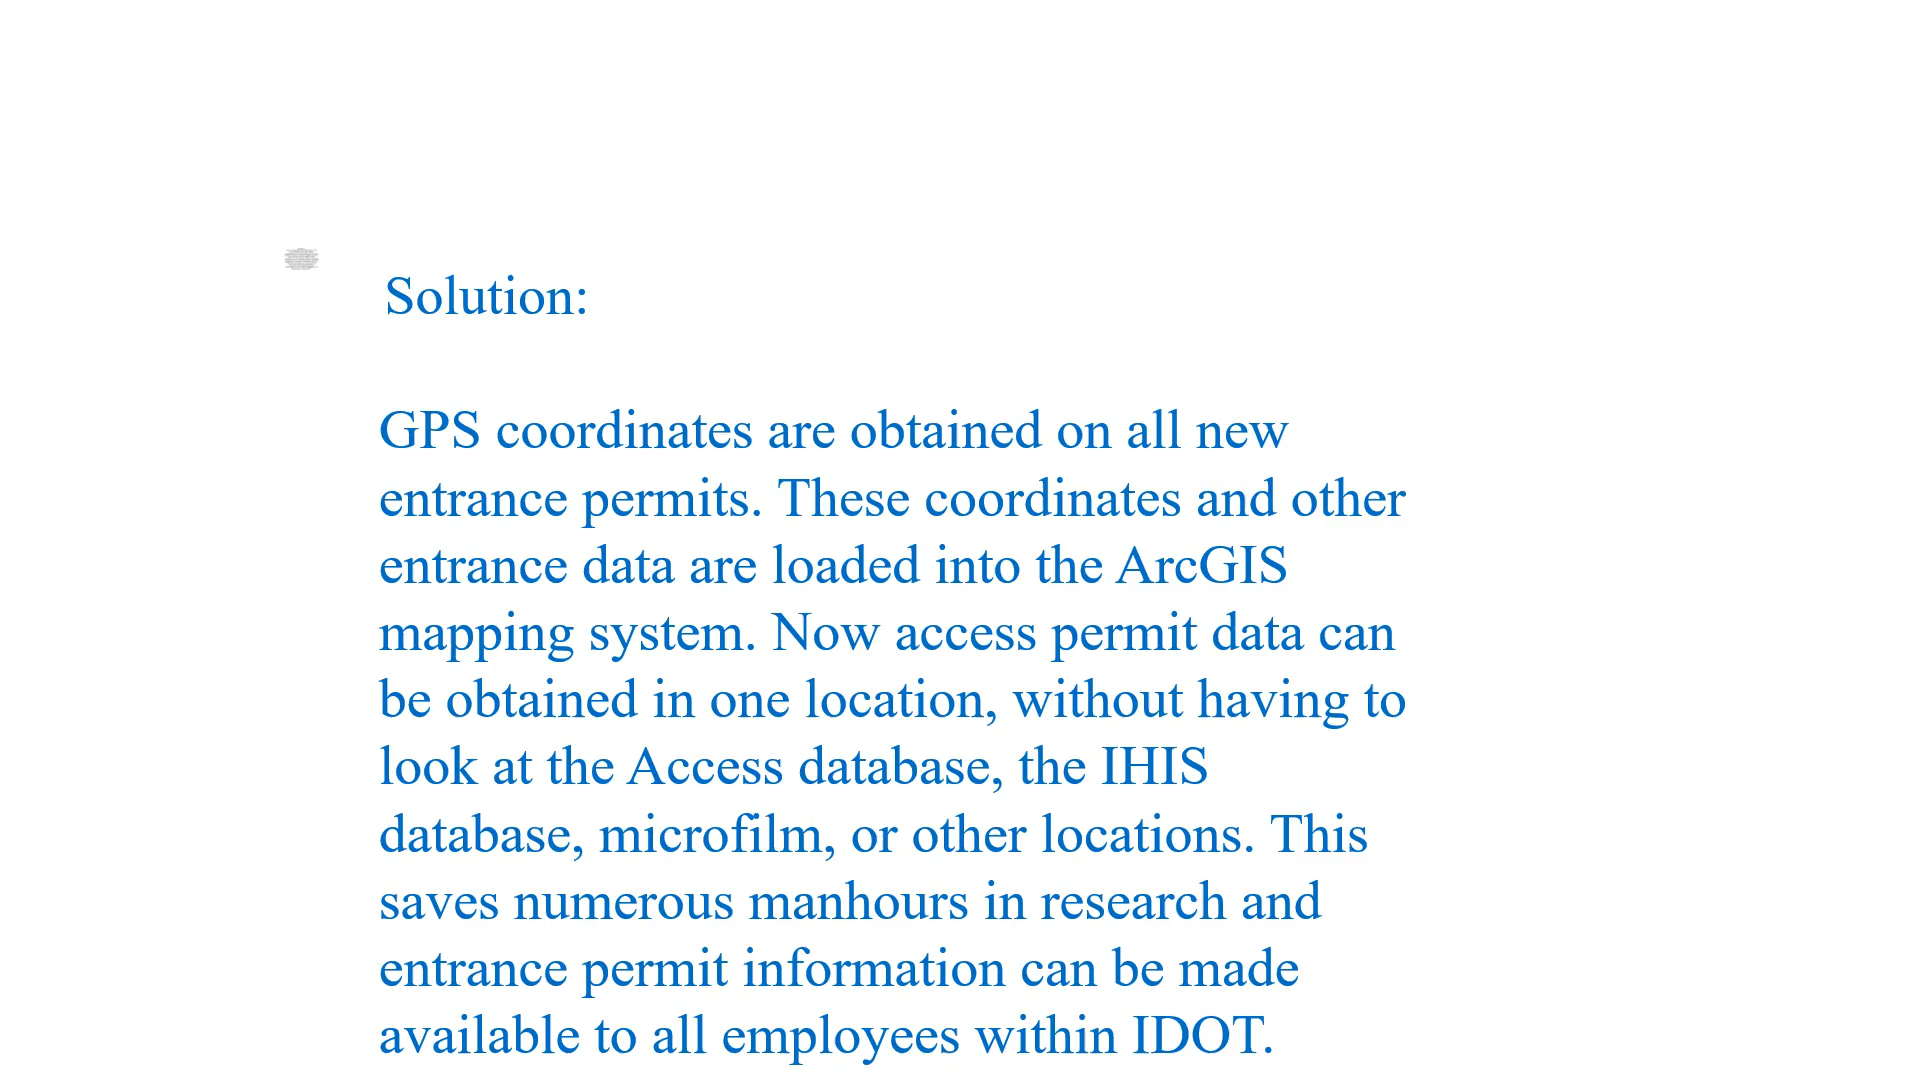 Solution:
GPS coordinates are obtained on all new
entrance permits. These coordinates and other
entrance data are loaded into the ArcGIS
mapping system. Now access permit data can
be obtained in one location, without having to
look at the Access database, the IHIS
database, microfilm, or other locations. This
saves numerous manhours in research and
entrance permit information can be made
available to all employees within IDOT.